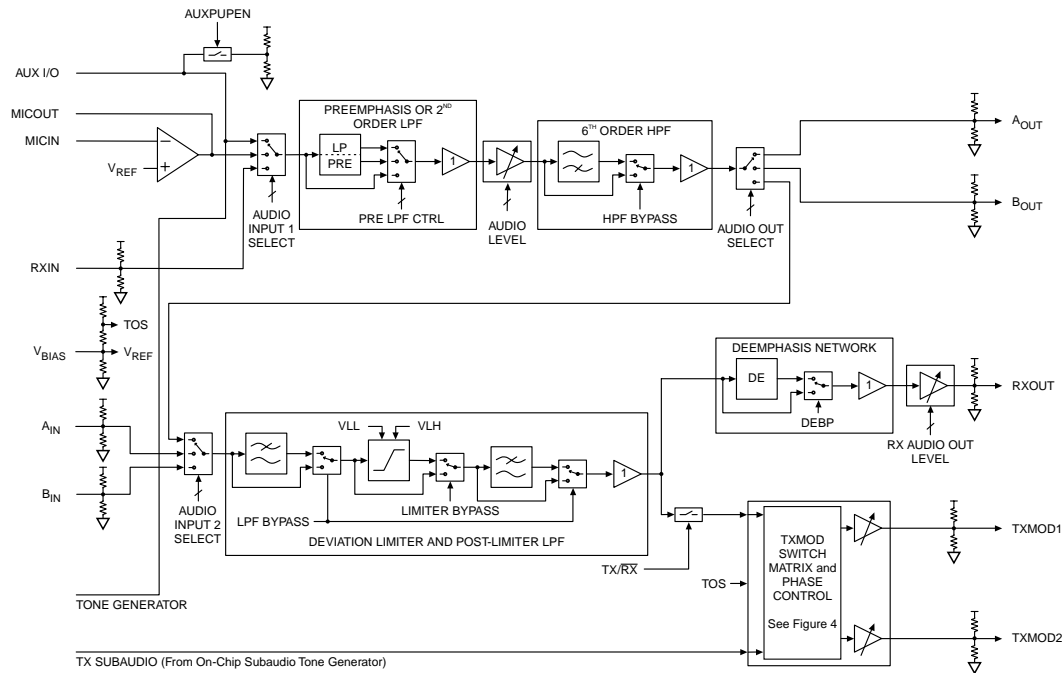 AUXPUPEN
AUX I/O
MICOUT
MICIN
VREF
−
+
PREEMPHASIS OR 2ND
ORDER LPF
LP
PRE
1
PRE LPF CTRL
AUDIO
INPUT 1
SELECT
AUDIO
LEVEL
6TH ORDER HPF
1
HPF BYPASS
AUDIO OUT
SELECT
AOUT
BOUT
RXIN
TOS
VBIAS
VREF
AIN
BIN
AUDIO
INPUT 2
SELECT
VLL
VLH
LPF BYPASS
LIMITER BYPASS
1
DEVIATION LIMITER AND POST-LIMITER LPF
DEEMPHASIS NETWORK
DE
1
DEBP
RX AUDIO OUT
LEVEL
RXOUT
TX/RX
TOS
TXMOD
SWITCH
MATRIX and
PHASE
CONTROL
See Figure 4
TXMOD1
TXMOD2
TONE GENERATOR
TX SUBAUDIO (From On-Chip Subaudio Tone Generator)